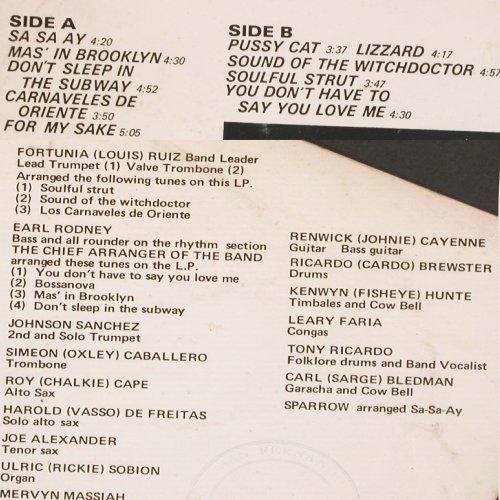 SIDE A
SA SA AY 4:20
MAS' IN BROOKLYN 4:30
DON'T SLEEP IN
THE SUBWAY 4:52
CARNAVELES DE
ORIENTE 3:50
FOR MY SAKE 5:05
SIDE B
PUSSY CAT 3:37 LIZZARD 4:17
SOUND OF THE WITCHDOCTOR 4:57
SOULFUL STRUT 3:47
YOU DON'T HAVE TO
SAY YOU LOVE ME 4:30
FORTUNIA (LOUIS) RUIZ Band Leader
Lead Trumpet (1) Valve Trombone (2)
Arranged the following tunes on this LP.
(1) Soulful strut
(2) Sound of the witchdoctor
(3) Los Carnaveles de Oriente
EARL RODNEY
Bass and all rounder on the rhythm section
THE CHIEF ARRANGER OF THE BAND
arranged these tunes on the L.P.
(1) You don't have to say you love me
(2) Bossanova
(3) Mas' in Brooklyn
(4) Don't sleep in the subway
JOHNSON SANCHEZ
2nd and Solo Trumpet
SIMEON (OXLEY) CABALLERO
Trombone
ROY (CHALKIE) CAPE
Alto Sax
HAROLD (VASSO) DE FREITAS
Solo alto sax
JOE ALEXANDER
Tenor sax
ULRIC (RICKIE) SOBION
Organ
MERVYN MASSIAH
RENWICK (JOHNIE) CAYENNE
Guitar Bass guitar
RICARDO (CARDO) BREWSTER
Drums
KENWYN (FISHEYE) HUNTE
Timbales and Cow Bell
LEARY FARIA
Congas
TONY RICARDO
Folklore drums and Band Vocalist
CARL (SARGE) BLEDMAN
Garacha and Cow Bell
SPARROW arranged Sa-Sa-Ay